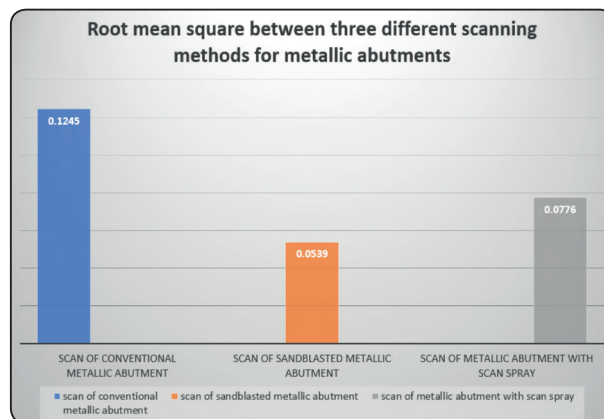 Root mean square between three different scanning
methods for metallic abutments
0.1245
0.0539
0.0776
SCAN OF CONVENTIONAL
METALLIC ABUTMENT
SCAN OF SANDBLASTED METALLIC
ABUTMENT
SCAN OF METALLIC ABUTMENT WITH
SCAN SPRAY
scan of conventional
metallic abutment
scan of sandblasted metallic abutment
scan of metallic abutment with scan spray